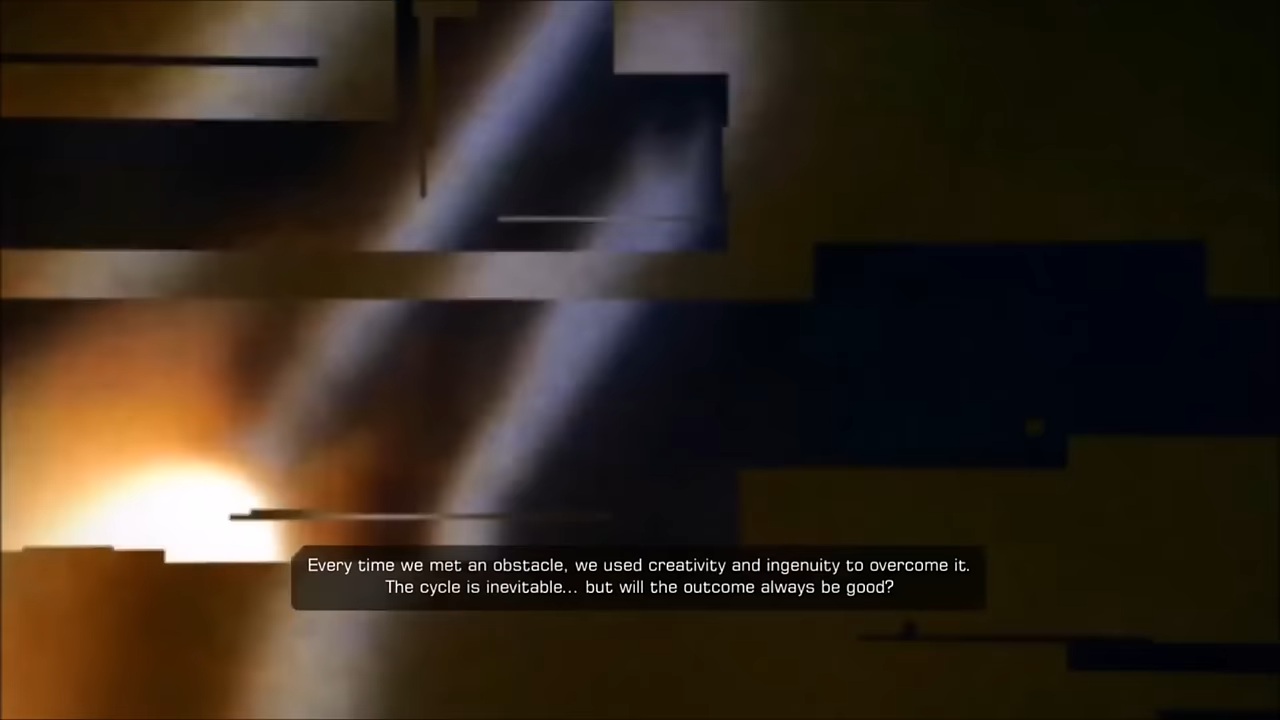 Every time we met an obstacle, we used creativity and ingenuity to overcome it.
The cycle is inevitable... but will the outcome always be good?